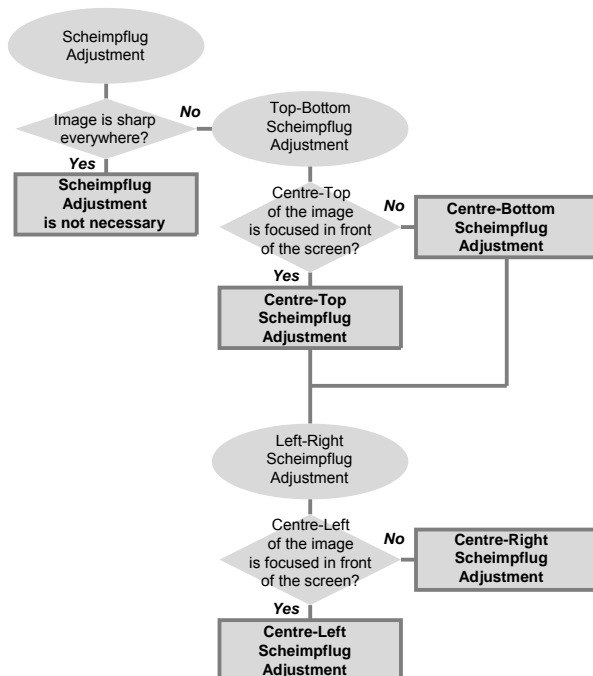 Scheimpflug
Adjustment
Image is sharp
everywhere?
No
Yes
Scheimpflug
Adjustment
is not necessary
Top-Bottom
Scheimpflug
Adjustment
Centre-Top
of the image
is focused in front
of the screen?
No
Centre-Bottom
Scheimpflug
Adjustment
Yes
Centre-Top
Scheimpflug
Adjustment
Left-Right
Scheimpflug
Adjustment
Centre-Left
of the image
is focused in front
of the screen?
No
Centre-Right
Scheimpflug
Adjustment
Yes
Centre-Left
Scheimpflug
Adjustment